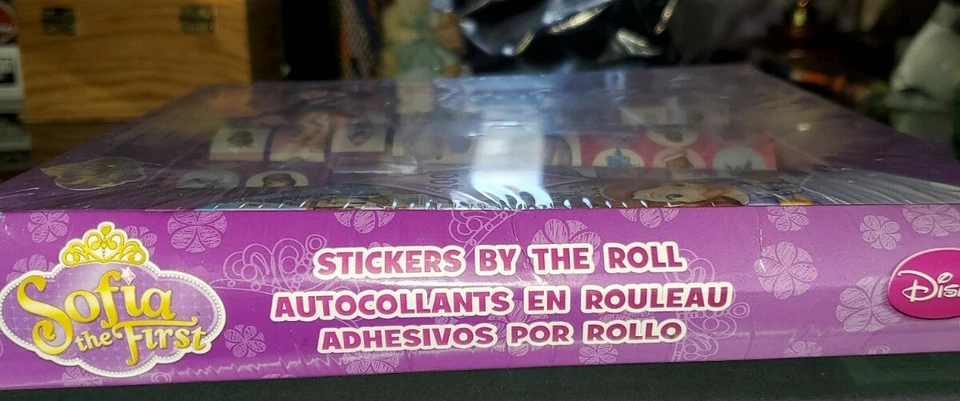 Sofia
the First
STICKERS BY THE ROLL
AUTOCOLLANTS EN ROULEAU
ADHESIVOS POR ROLLO